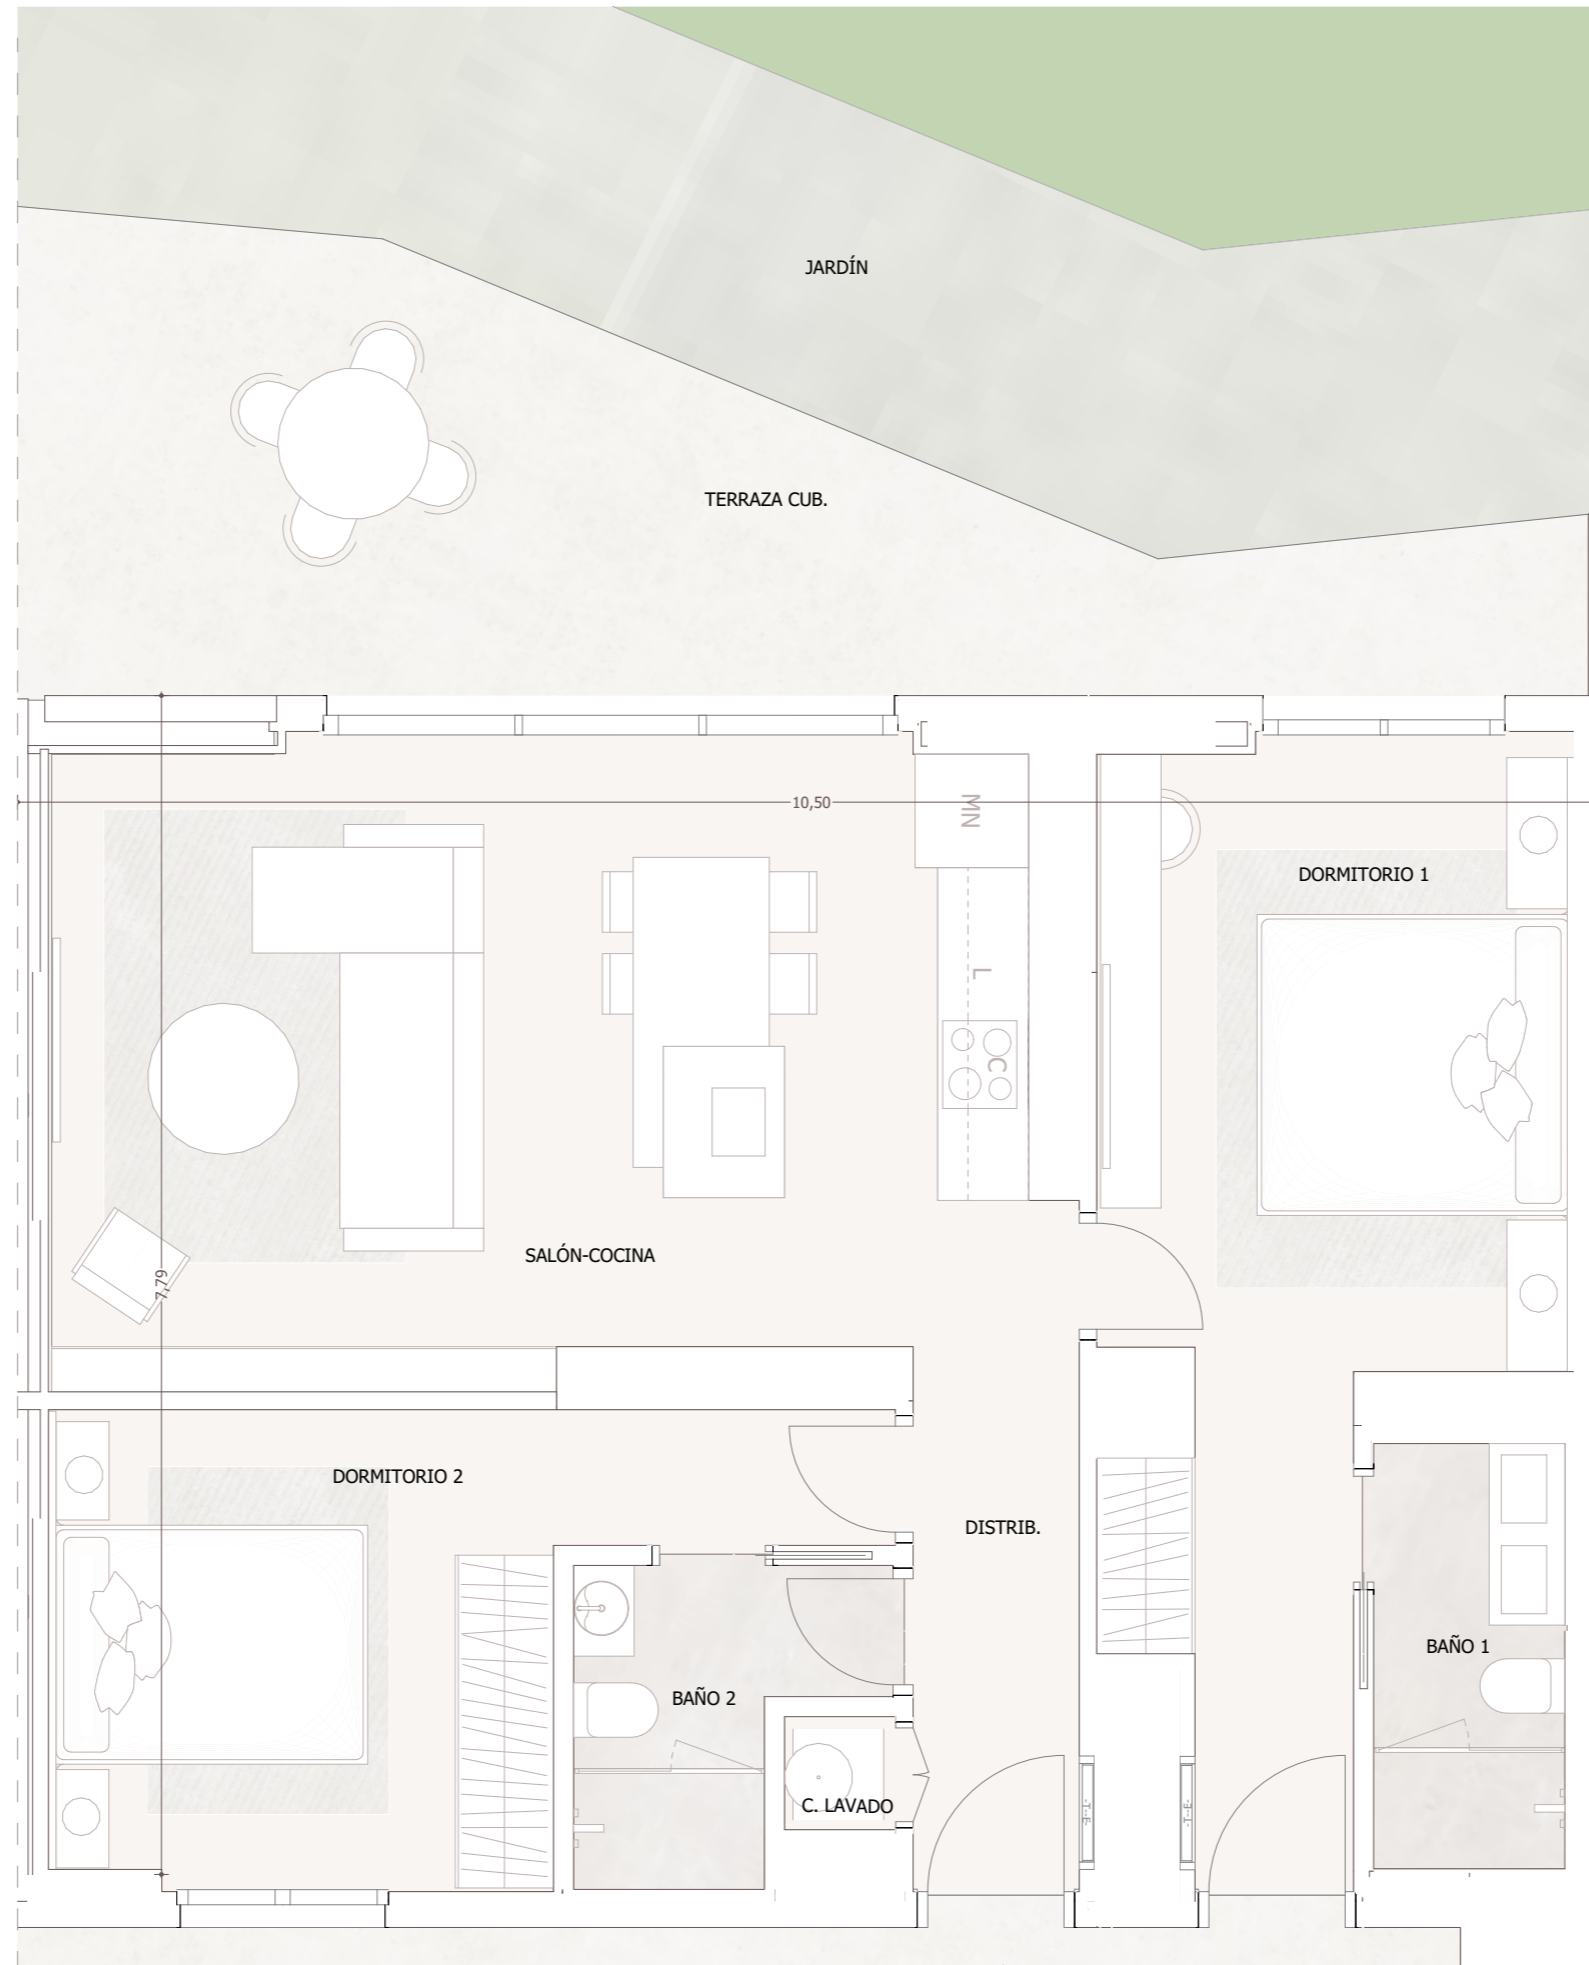 JARDÍN
TERRAZA CUB.
10,50
MN
DORMITORIO 1
L
C
SALÓN-COCINA
7,79
DORMITORIO 2
DISTRIB.
BAÑO 1
BAÑO 2
C. LAVADO
-T-E-
-T-E-